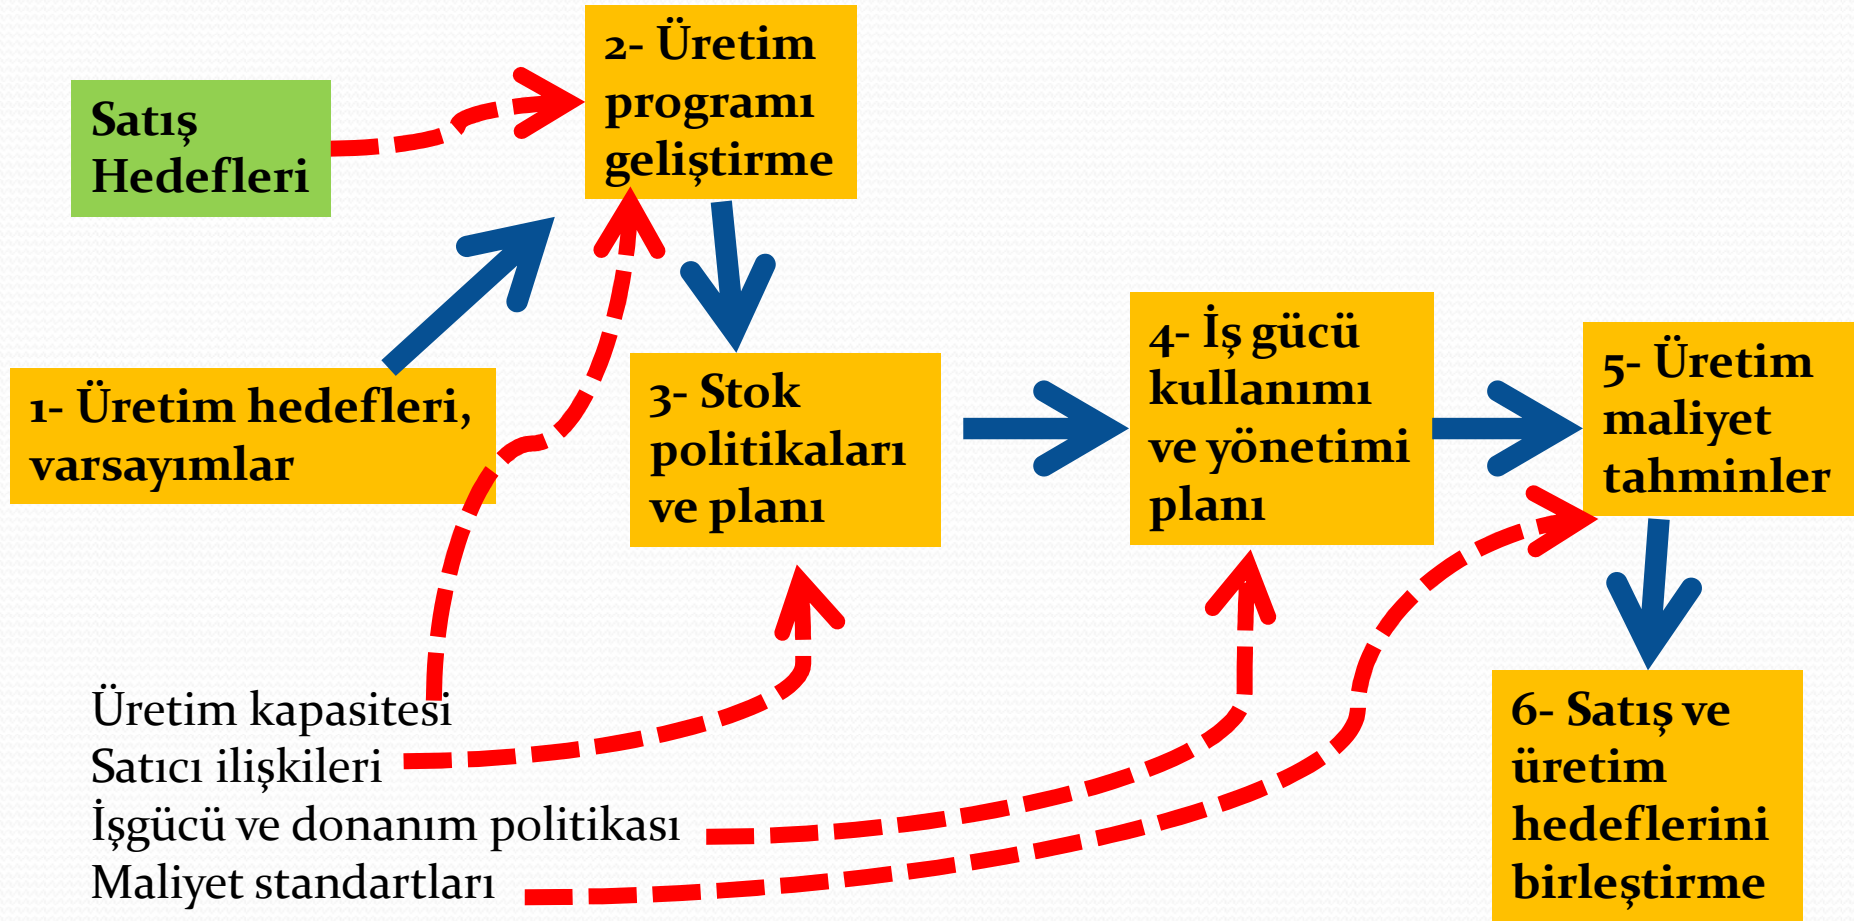 Satış
Hedefleri
2- Üretim
programı
geliştirme
1- Üretim hedefleri,
varsayımlar
3- Stok
politikaları
ve planı
4- İş gücü
kullanımı
ve yönetimi
planı
5- Üretim
maliyet
tahminler
6- Satış ve
üretim
hedeflerini
birleştirme
Üretim kapasitesi
Satıcı ilişkileri
İşgücü ve donanım politikası
Maliyet standartları